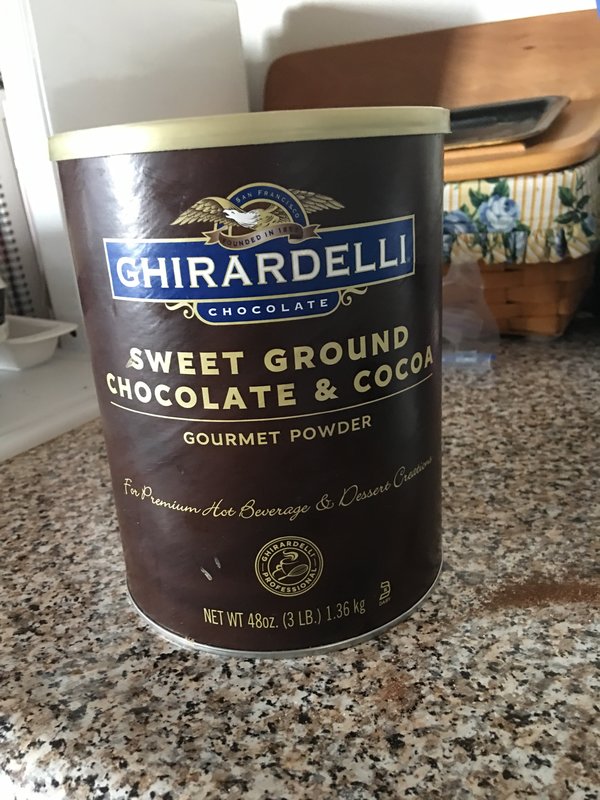 SAN FRANCISCO
FOUNDED IN
GHIRARDELLI
CHOCOLATE
SWEET GROUND
CHOCOLATE & COCOA
GOURMET POWDER
For Premium Hot Beverage & Dessert Creations
GHIRARDELLI
PROFESSIONAL
NET WT 48oz. (3 LB.) 1.36 kg
DAIRY